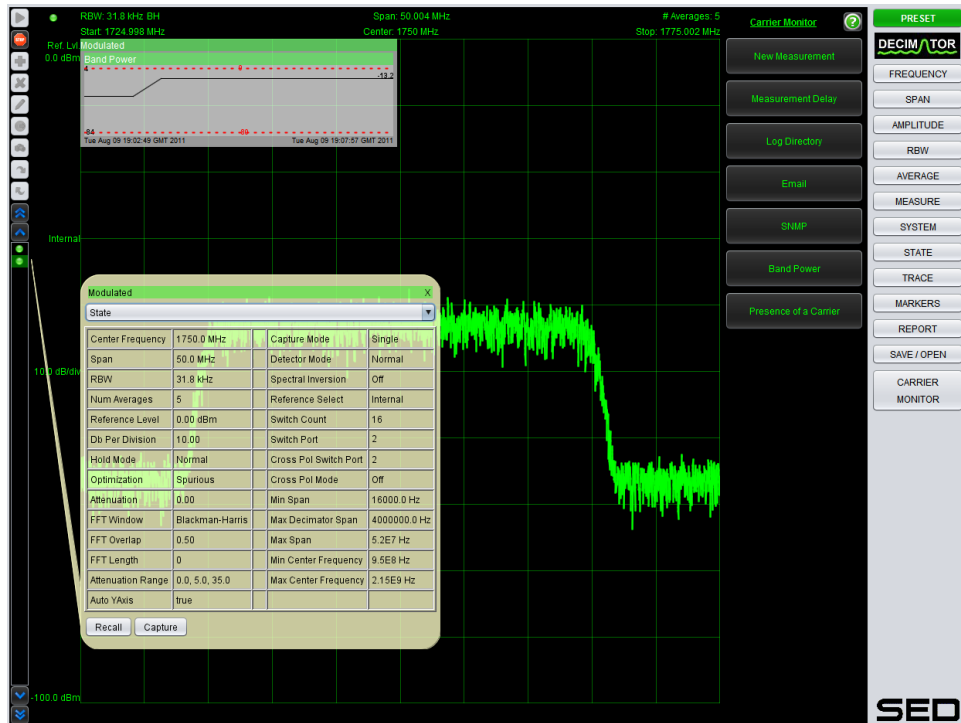 RBW: 31.8 kHz BH Span: 50.004 MHz # Averages: 5
Start: 1724.998 MHz Center: 1750 MHz Stop: 1775.002 MHz
Ref. Lvl.
0.0 dBm
Modulated
Band Power
4 0
-13.2
-84 -89
Tue Aug 09 19:02:49 GMT 2011 Tue Aug 09 19:07:57 GMT 2011
Internal
10.0 dB/div
-100.0 dBm
Modulated X
State
Center Frequency 1750.0 MHz Capture Mode Single
Span 50.0 MHz Detector Mode Normal
RBW 31.8 kHz Spectral Inversion Off
Num Averages 5 Reference Select Internal
Reference Level 0.00 dBm Switch Count 16
Db Per Division 10.00 Switch Port 2
Hold Mode Normal Cross Pol Switch Port 2
Optimization Spurious Cross Pol Mode Off
Attenuation 0.00 Min Span 16000.0 Hz
FFT Window Blackman-Harris Max Decimator Span 4000000.0 Hz
FFT Overlap 0.50 Max Span 5.2E7 Hz
FFT Length 0 Min Center Frequency 9.5E8 Hz
Attenuation Range 0.0, 5.0, 35.0 Max Center Frequency 2.15E9 Hz
Auto YAxis true
Recall Capture
Carrier Monitor ?
New Measurement
Measurement Delay
Log Directory
Email
SNMP
Band Power
Presence of a Carrier
PRESET
DECIMATOR
FREQUENCY
SPAN
AMPLITUDE
RBW
AVERAGE
MEASURE
SYSTEM
STATE
TRACE
MARKERS
REPORT
SAVE / OPEN
CARRIER
MONITOR
SED